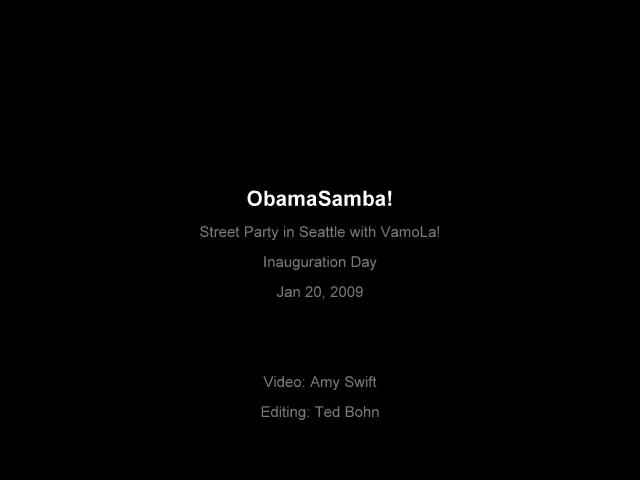 ObamaSamba!
Street Party in Seattle with VamoLa!
Inauguration Day
Jan 20, 2009
Video: Amy Swift
Editing: Ted Bohn